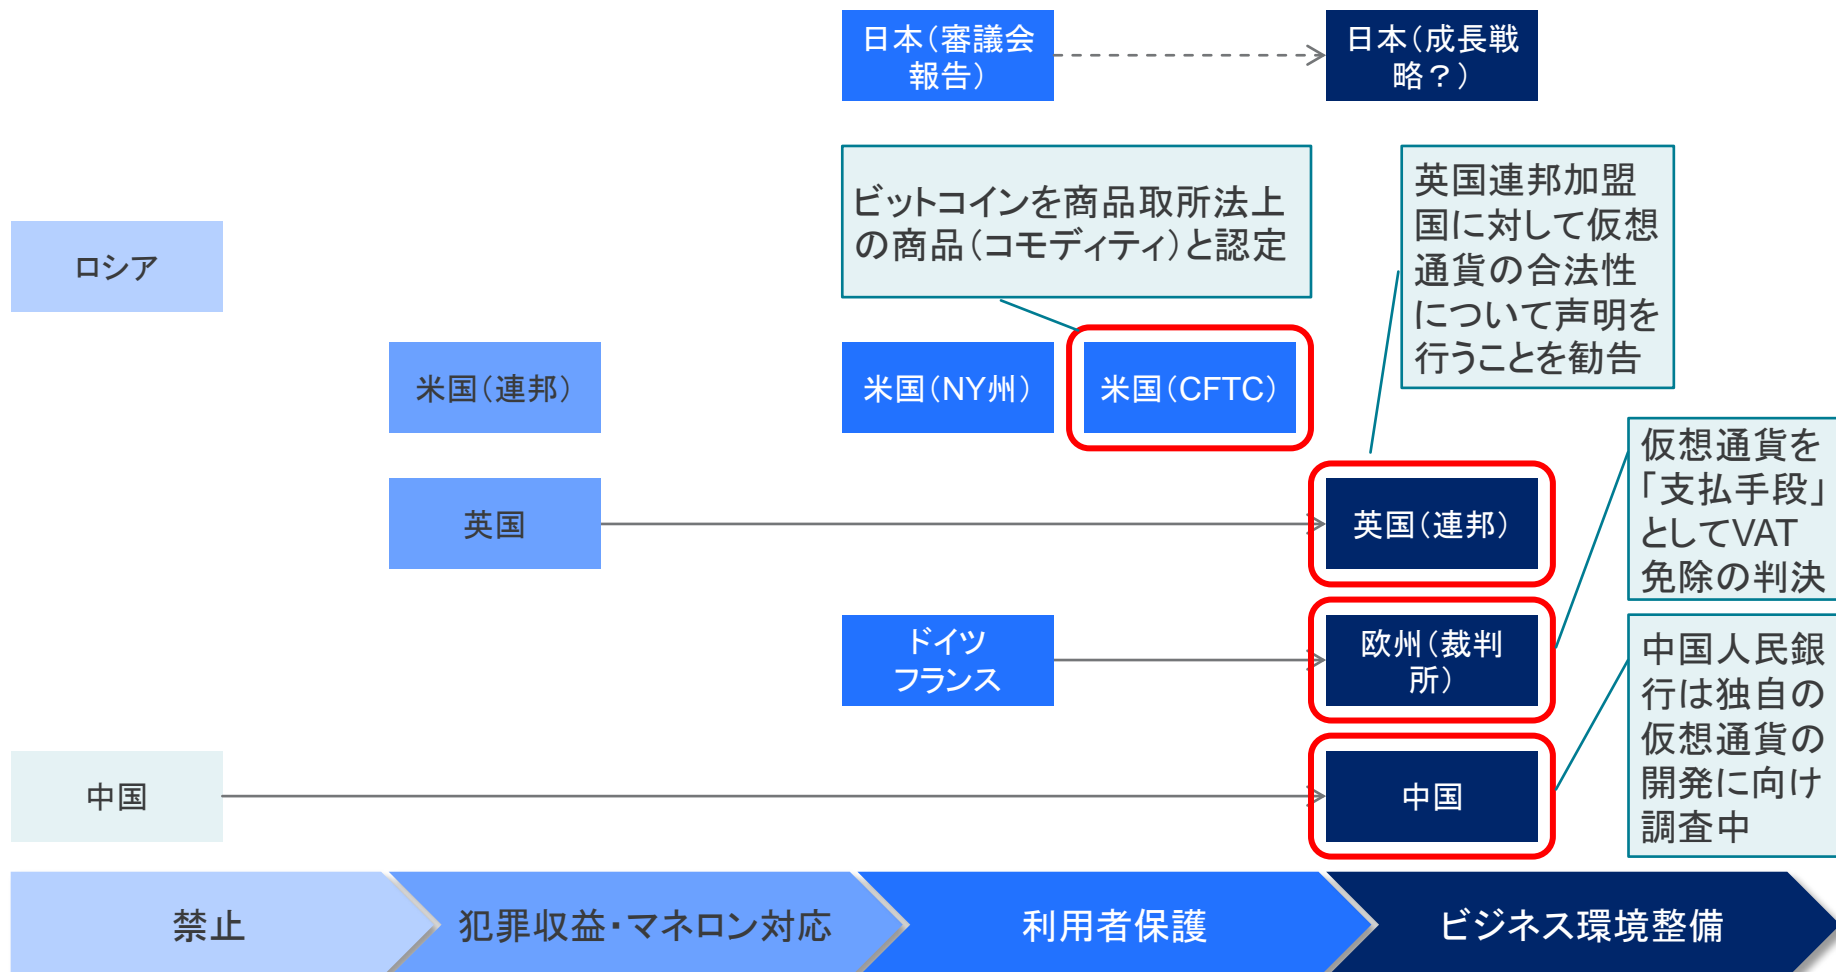 日本（審議会
報告）
日本（成長戦
略？）
ビットコインを商品取所法上
の商品（コモディティ）と認定
英国連邦加盟
国に対して仮想
通貨の合法性
について声明を
行うことを勧告
ロシア
米国（連邦）
米国（NY州）
米国（CFTC）
仮想通貨を
「支払手段」
としてVAT
免除の判決
英国
英国（連邦）
ドイツ
フランス
欧州（裁判
所）
中国人民銀
行は独自の
仮想通貨の
開発に向け
調査中
中国
中国
禁止
犯罪収益・マネロン対応
利用者保護
ビジネス環境整備